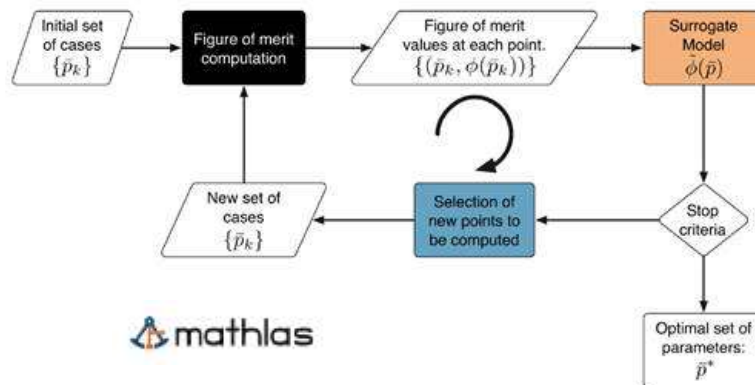 Initial set
of cases
{p̄ₖ}
Figure of merit
computation
Figure of merit
values at each point.
{(p̄ₖ, ϕ(p̄ₖ))}
Surrogate
Model
ϕ̃(p̄)
New set of
cases
{p̄ₖ}
Selection of
new points to
be computed
Stop
criteria
mathlas
Optimal set of
parameters:
p̄*